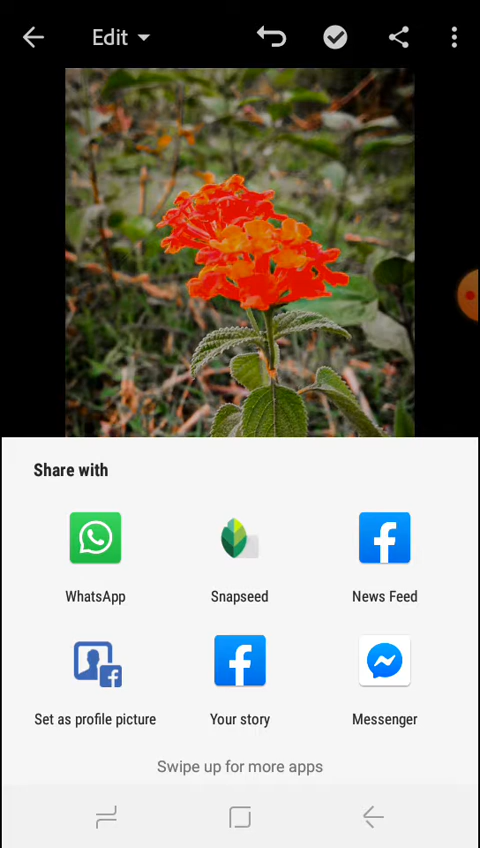 Edit
Share with
WhatsApp
Snapseed
News Feed
Set as profile picture
Your story
Messenger
Swipe up for more apps